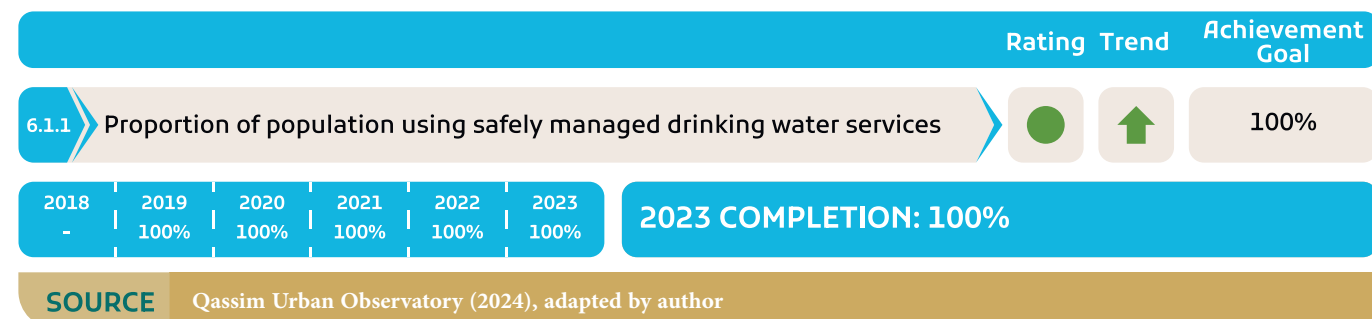 Rating Trend Achievement Goal
6.1.1 Proportion of population using safely managed drinking water services 100%
2018 2019 2020 2021 2022 2023
- 100% 100% 100% 100% 100%
2023 COMPLETION: 100%
SOURCE Qassim Urban Observatory (2024), adapted by author